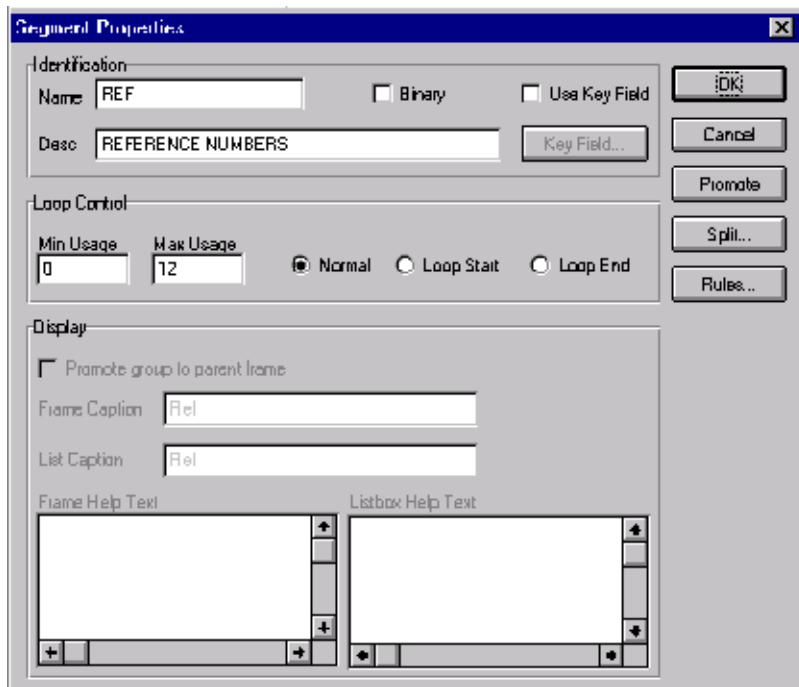 Segment Properties
Identification
Name REF
Binary
Use Key Field
Desc REFERENCE NUMBERS
Key Field...
OK
Cancel
Promote
Split...
Rules...
Loop Control
Min Usage
0
Max Usage
12
Normal
Loop Start
Loop End
Display
Promote group to parent frame
Frame Caption Ref
List Caption Ref
Frame Help Text
Listbox Help Text